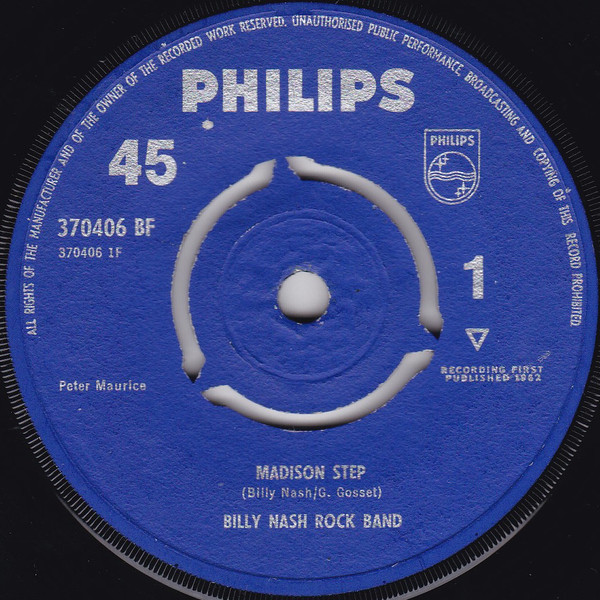 ALL RIGHTS OF THE MANUFACTURER AND OF THE OWNER OF THE RECORDED WORK RESERVED. UNAUTHORISED PUBLIC PERFORMANCE, BROADCASTING AND COPYING OF THIS RECORD PROHIBITED
PHILIPS
45
PHILIPS
370406 BF
370406 1F
1
Peter Maurice
RECORDING FIRST
PUBLISHED 1962
MADISON STEP
(Billy Nash/G. Gosset)
BILLY NASH ROCK BAND